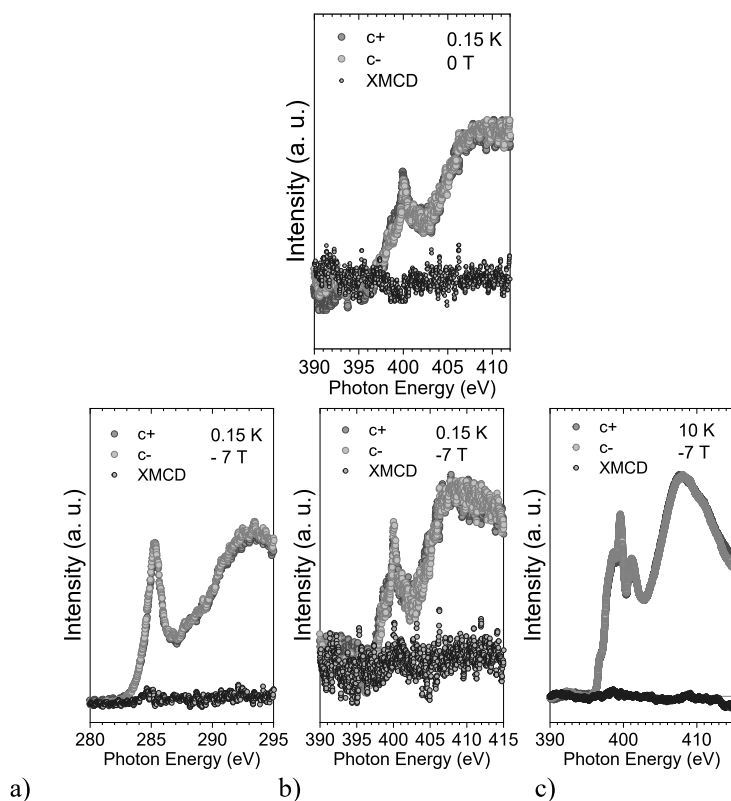 c+ 0.15 K
c- 0 T
XMCD
Intensity (a. u.)
390 395 400 405 410
Photon Energy (eV)
c+ 0.15 K
c- - 7 T
XMCD
Intensity (a. u.)
280 285 290 295
Photon Energy (eV)
a)
c+ 0.15 K
c- -7 T
XMCD
Intensity (a. u.)
390 395 400 405 410 415
Photon Energy (eV)
b)
c+ 10 K
c- -7 T
XMCD
Intensity (a. u.)
390 400 410
Photon Energy (eV)
c)